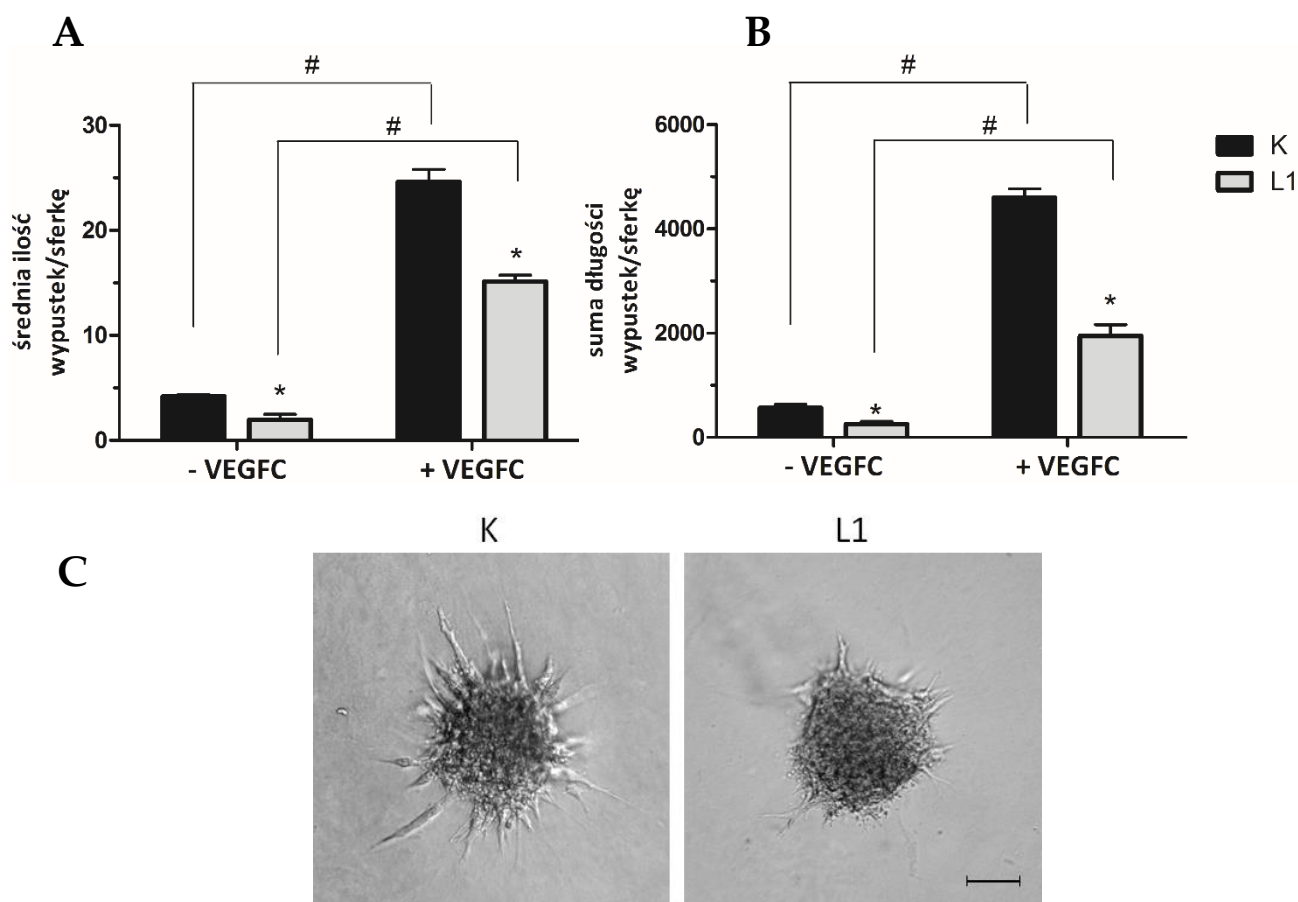 A
B
#
#
#
#
30
20
10
0
średnia ilość
wypustek/sferkę
*
*
- VEGFC
+ VEGFC
6000
4000
2000
0
suma długości
wypustek/sferkę
*
*
- VEGFC
+ VEGFC
K
L1
K
L1
C